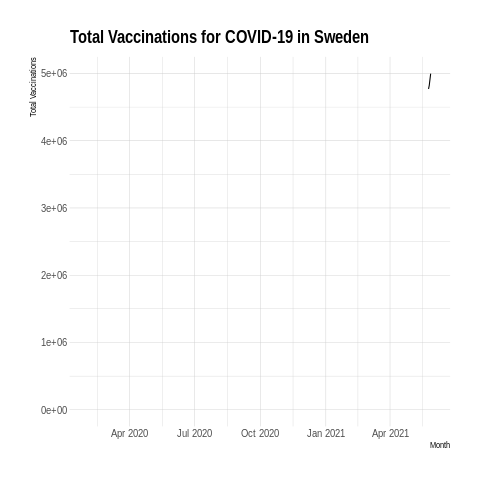 Total Vaccinations for COVID-19 in Sweden
Total Vaccinations
5e+06
4e+06
3e+06
2e+06
1e+06
0e+00
Apr 2020 Jul 2020 Oct 2020 Jan 2021 Apr 2021
Month